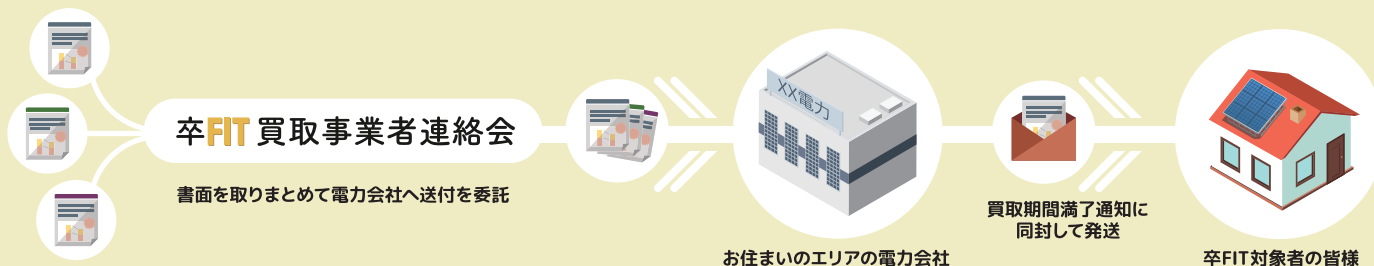 卒FIT買取事業者連絡会
書面を取りまとめて電力会社へ送付を委託
XX電力
お住まいのエリアの電力会社
買取期間満了通知に
同封して発送
卒FIT対象者の皆様